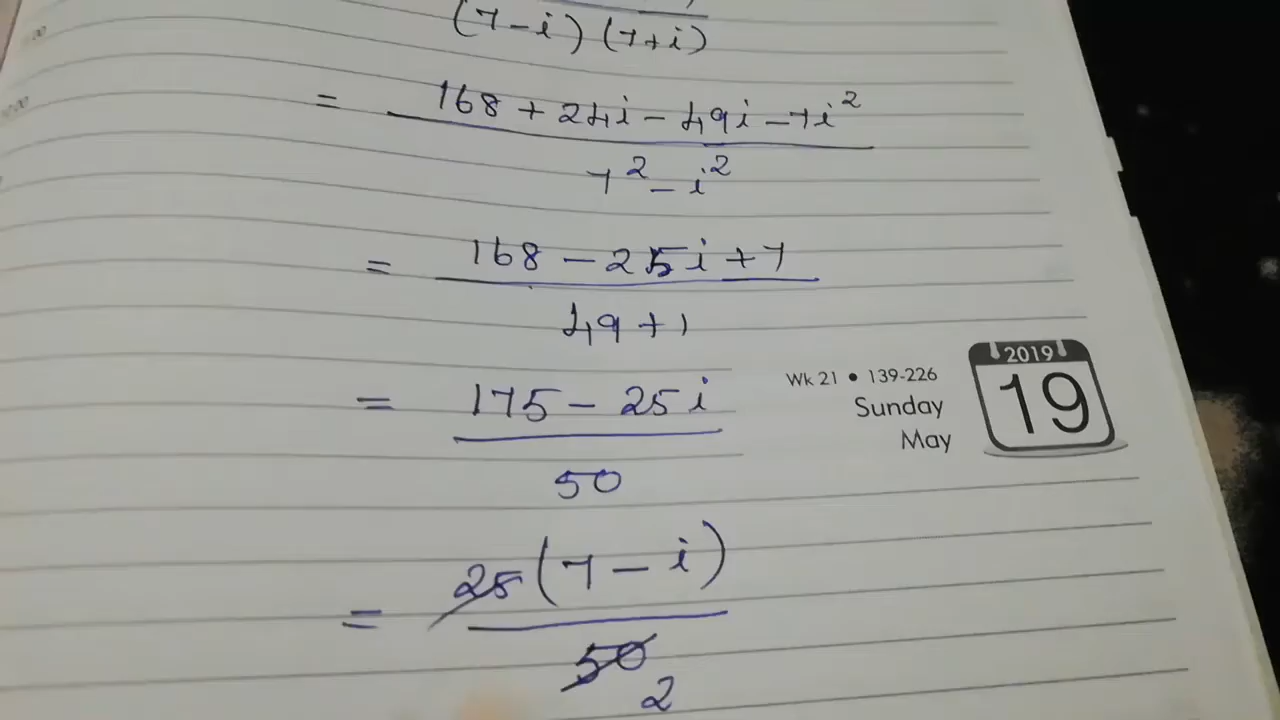 (7-i) (7+i)
= 168 + 24i - 49i - 7i²
7² - i²
= 168 - 25i + 7
49 + 1
= 175 - 25i
50
Wk 21 • 139-226
Sunday
May
2019
19
= 25 (7 - i)
50
2